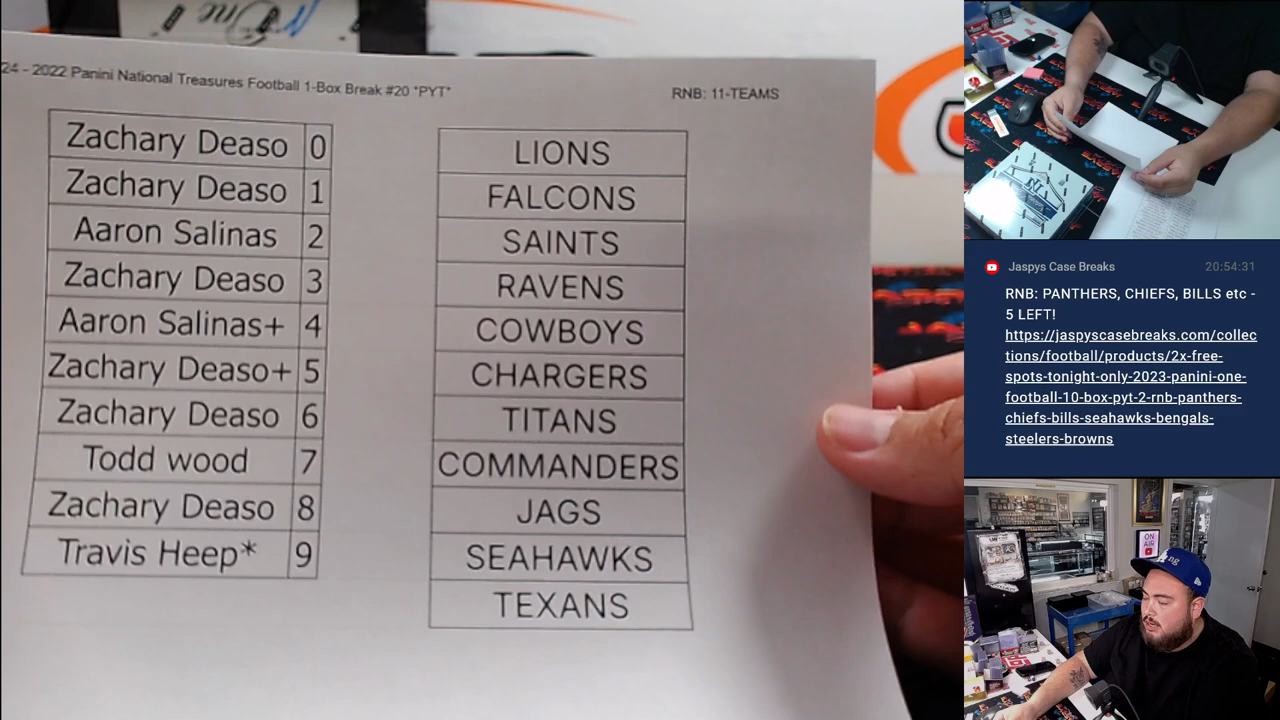 24 - 2022 Panini National Treasures Football 1-Box Break #20 "PYT"
RNB: 11-TEAMS
Zachary Deaso 0
Zachary Deaso 1
Aaron Salinas 2
Zachary Deaso 3
Aaron Salinas+ 4
Zachary Deaso+ 5
Zachary Deaso 6
Todd wood 7
Zachary Deaso 8
Travis Heep* 9
LIONS
FALCONS
SAINTS
RAVENS
COWBOYS
CHARGERS
TITANS
COMMANDERS
JAGS
SEAHAWKS
TEXANS
Jaspys Case Breaks 20:54:31
RNB: PANTHERS, CHIEFS, BILLS etc -
5 LEFT!
https://jaspyscasebreaks.com/collec
tions/football/products/2x-free-
spots-tonight-only-2023-panini-one-
football-10-box-pyt-2-rnb-panthers-
chiefs-bills-seahawks-bengals-
steelers-browns
ON
AIR